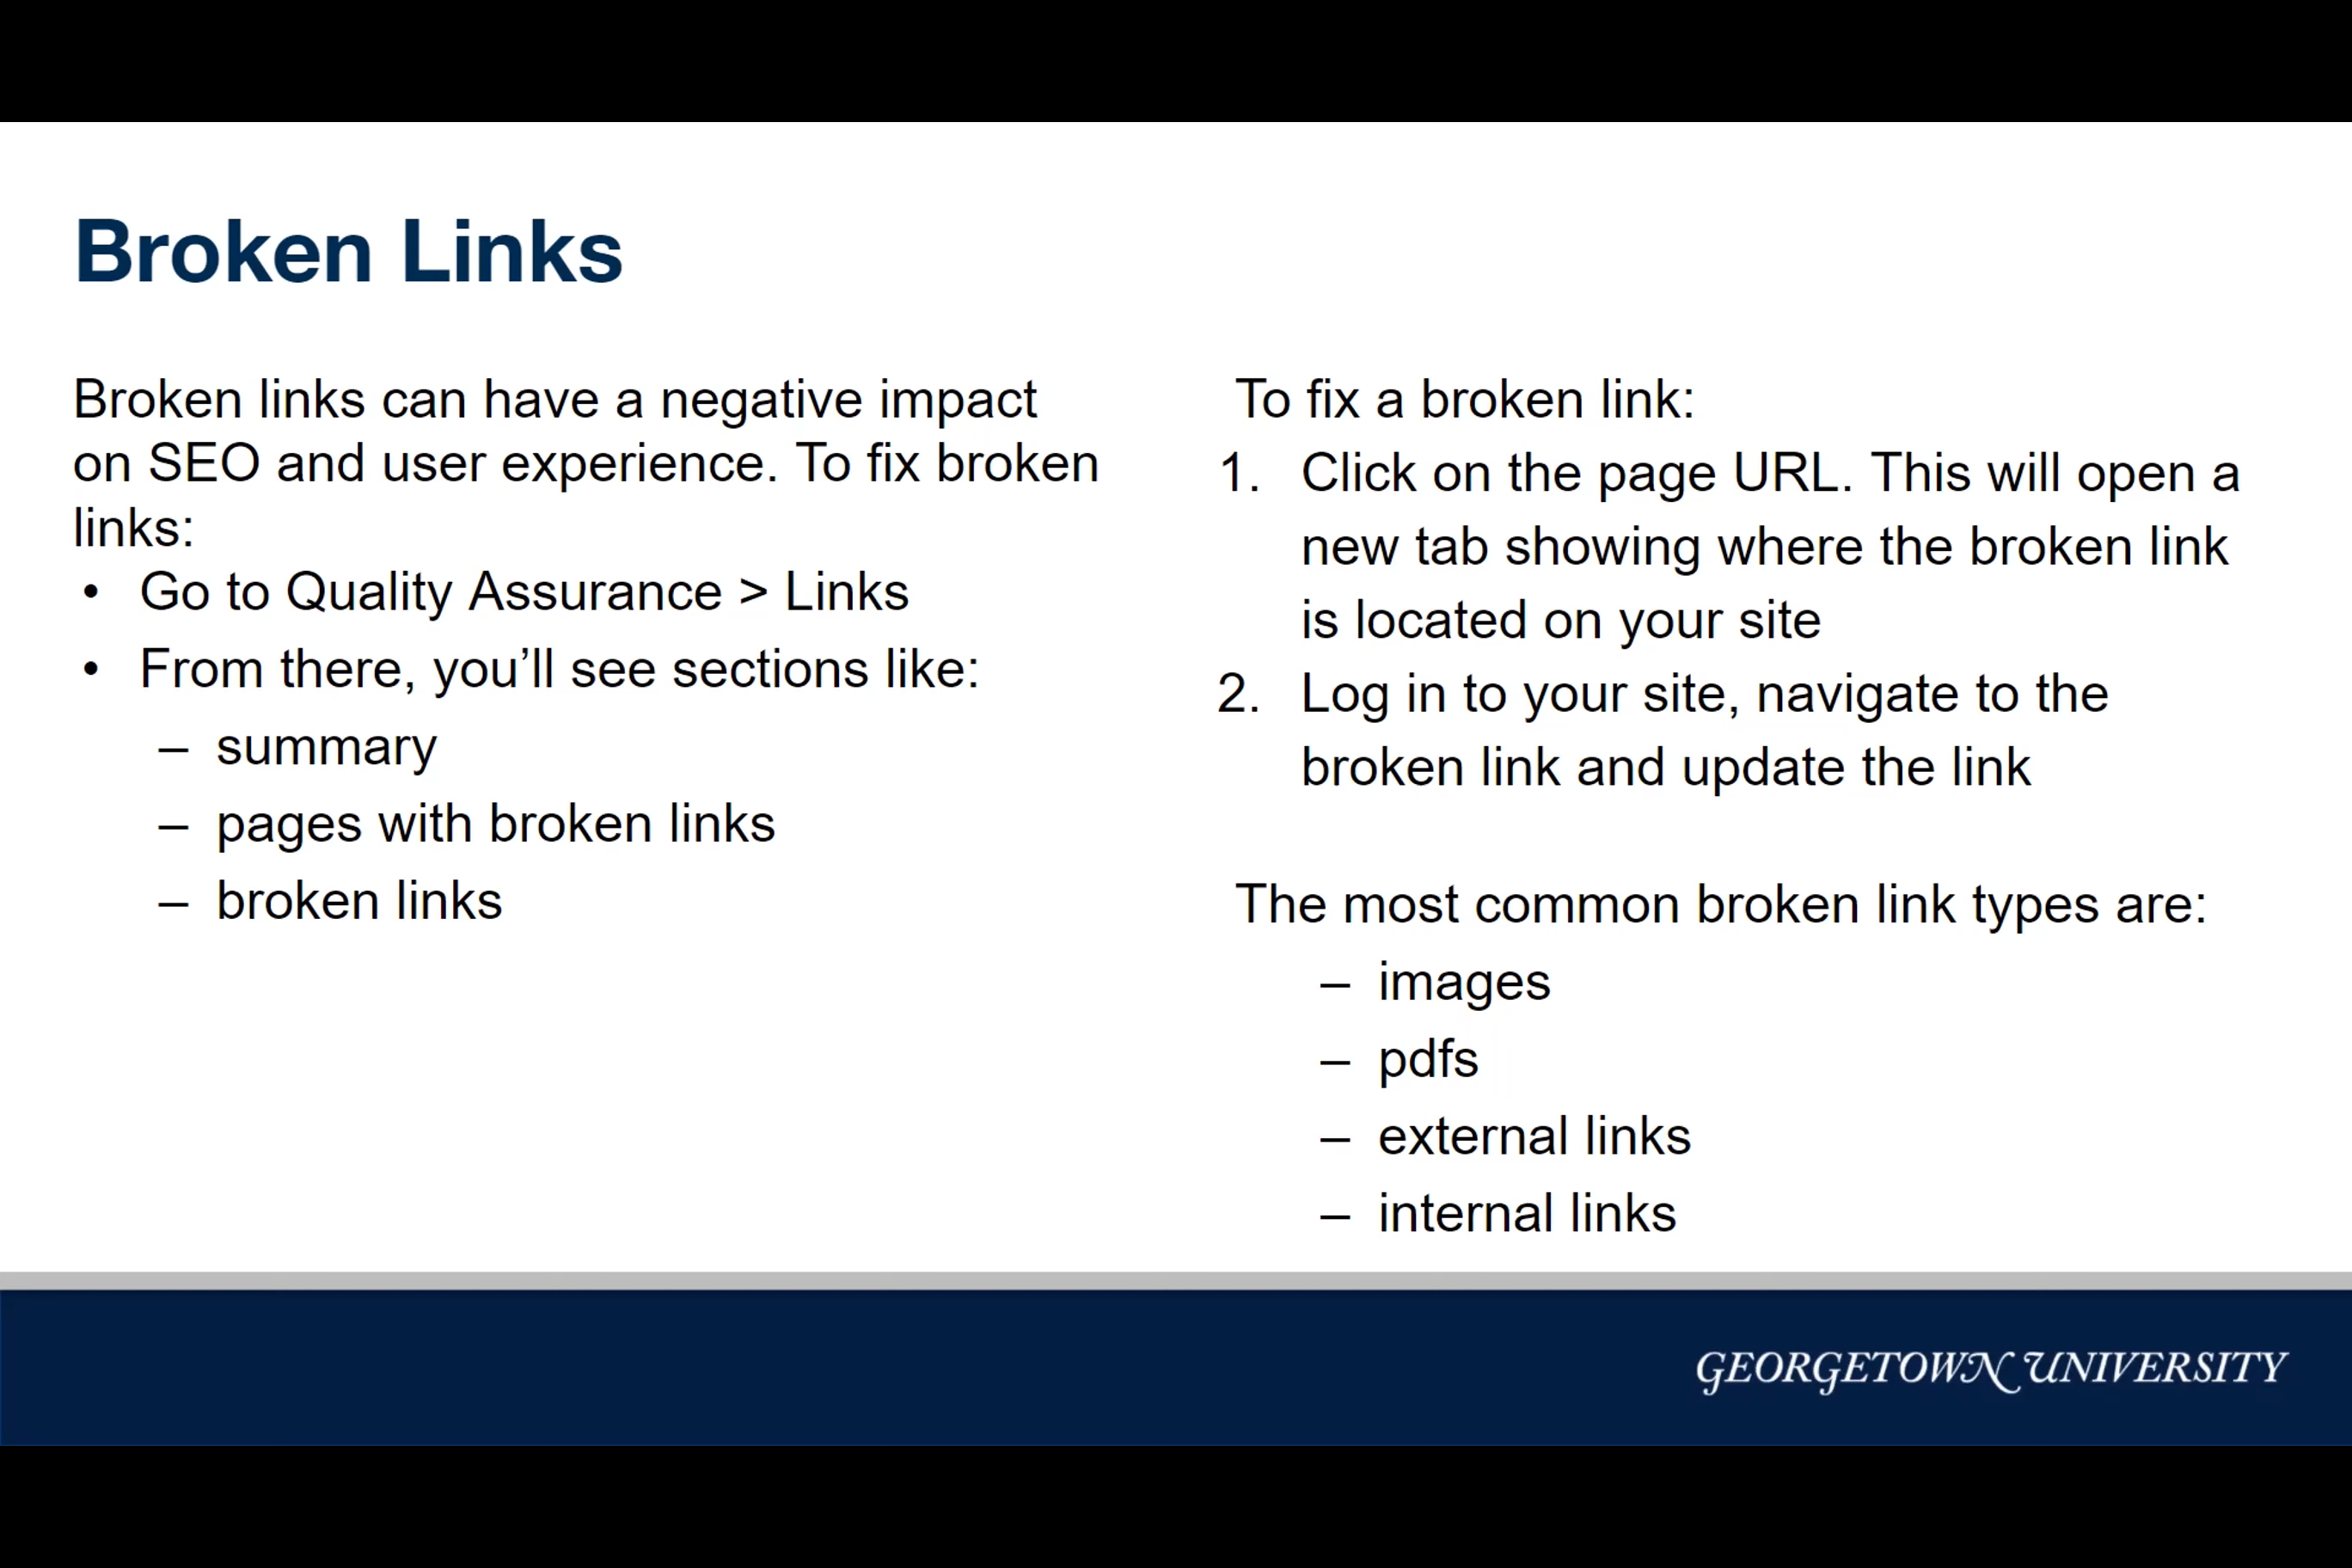 Broken Links
Broken links can have a negative impact
on SEO and user experience. To fix broken
links:
• Go to Quality Assurance > Links
• From there, you’ll see sections like:
– summary
– pages with broken links
– broken links
To fix a broken link:
1. Click on the page URL. This will open a
new tab showing where the broken link
is located on your site
2. Log in to your site, navigate to the
broken link and update the link
The most common broken link types are:
– images
– pdfs
– external links
– internal links
GEORGETOWN UNIVERSITY